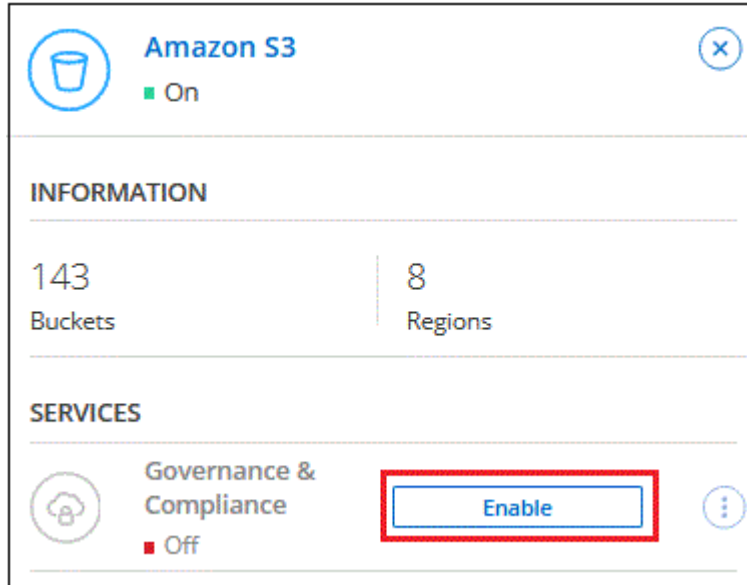 Amazon S3
On
INFORMATION
143
Buckets
8
Regions
SERVICES
Governance &
Compliance
Off
Enable